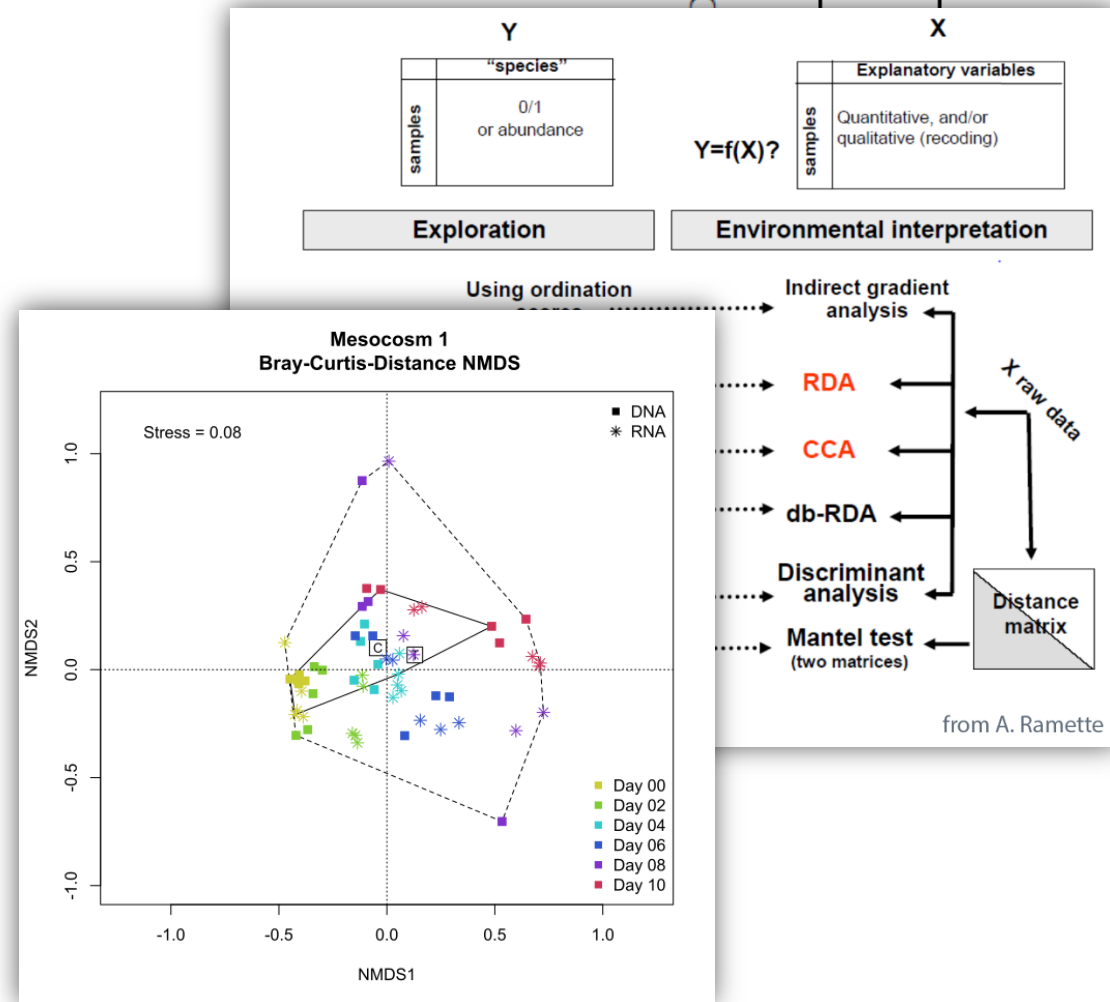 Y
X
"species"
samples
0/1
or abundance
Y=f(X)?
Explanatory variables
samples
Quantitative, and/or
qualitative (recoding)
Exploration
Environmental interpretation
Using ordination
Indirect gradient
analysis
RDA
CCA
db-RDA
Discriminant
analysis
Mantel test
(two matrices)
X raw data
Distance
matrix
from A. Ramette
Mesocosm 1
Bray-Curtis-Distance NMDS
Stress = 0.08
DNA
RNA
C
Day 00
Day 02
Day 04
Day 06
Day 08
Day 10
NMDS2
1.0
0.5
0.0
-0.5
-1.0
-1.0 -0.5 0.0 0.5 1.0
NMDS1